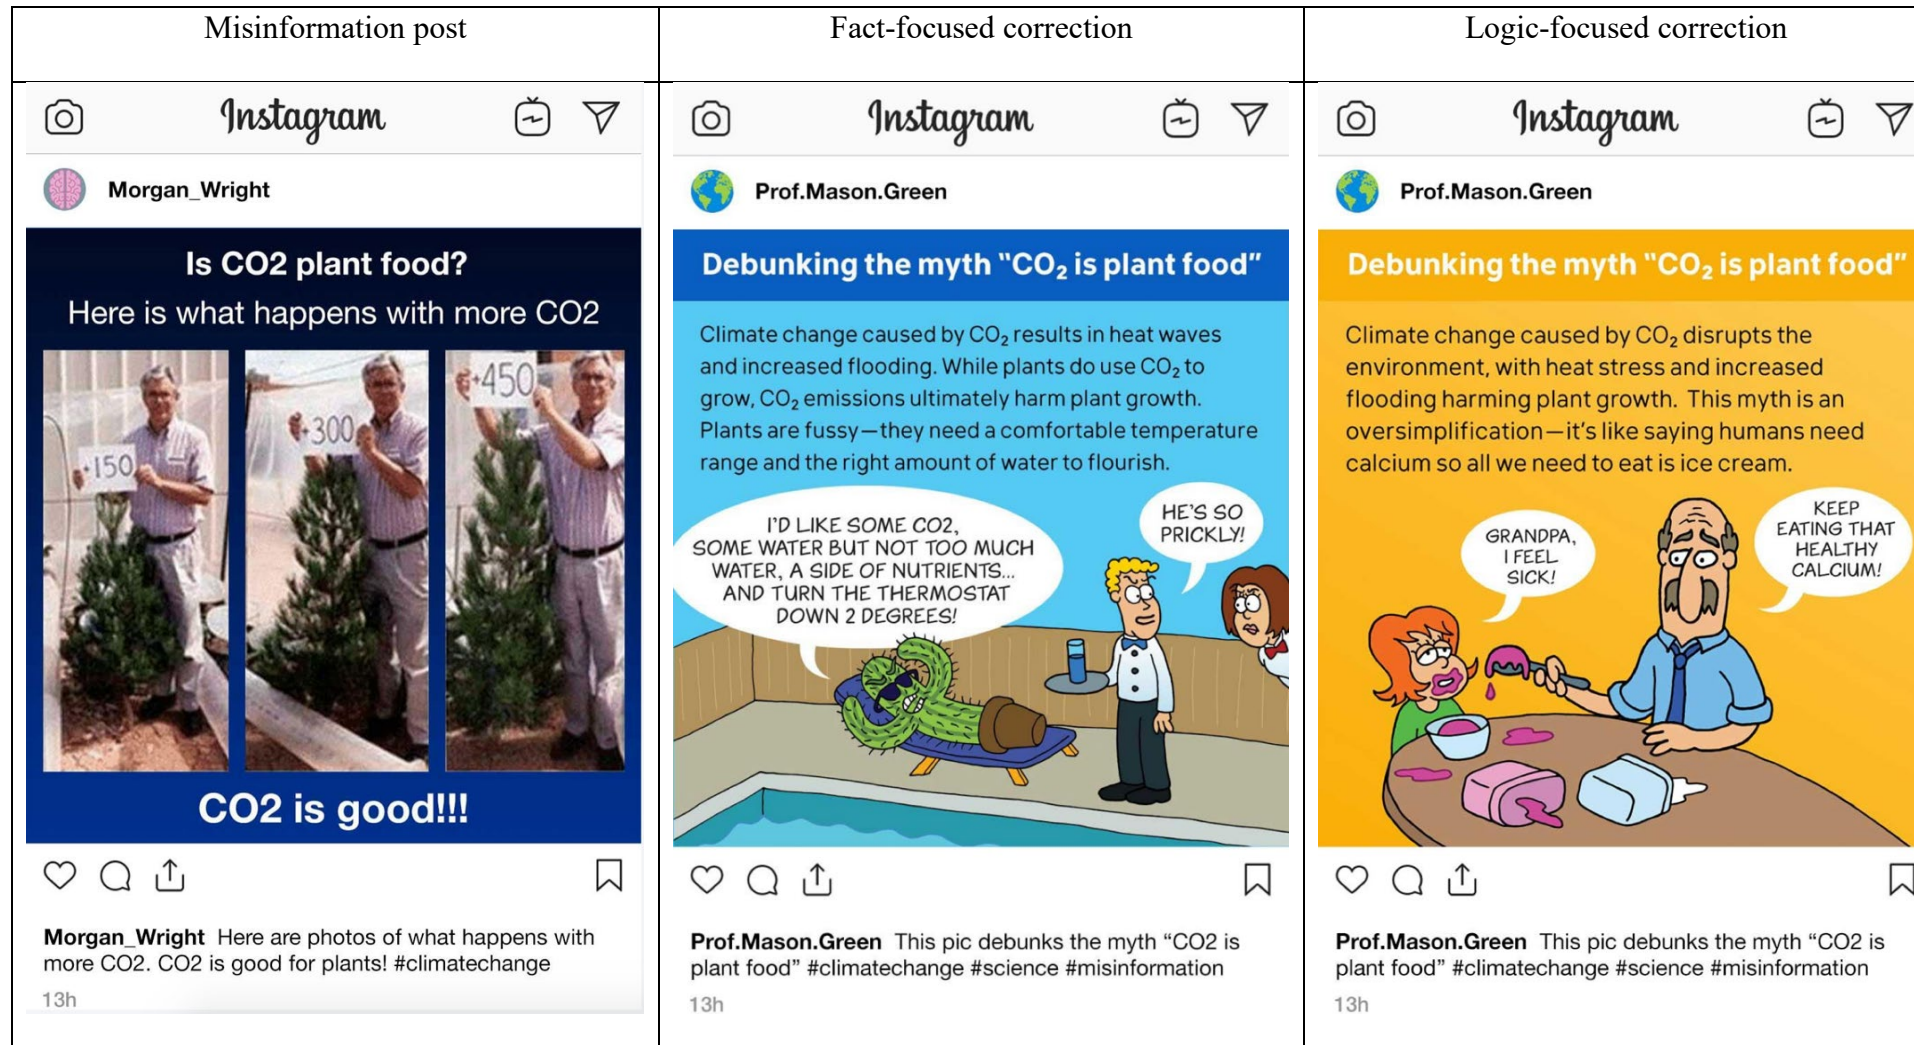 Misinformation post
Fact-focused correction
Logic-focused correction
Instagram
Morgan_Wright
Is CO2 plant food?
Here is what happens with more CO2
+150
+300
+450
CO2 is good!!!
Morgan_Wright Here are photos of what happens with
more CO2. CO2 is good for plants! #climatechange
13h
Instagram
Prof.Mason.Green
Debunking the myth "CO₂ is plant food"
Climate change caused by CO₂ results in heat waves
and increased flooding. While plants do use CO₂ to
grow, CO₂ emissions ultimately harm plant growth.
Plants are fussy—they need a comfortable temperature
range and the right amount of water to flourish.
I'D LIKE SOME CO2,
SOME WATER BUT NOT TOO MUCH
WATER, A SIDE OF NUTRIENTS...
AND TURN THE THERMOSTAT
DOWN 2 DEGREES!
HE'S SO
PRICKLY!
Prof.Mason.Green This pic debunks the myth “CO2 is
plant food” #climatechange #science #misinformation
13h
Instagram
Prof.Mason.Green
Debunking the myth "CO₂ is plant food"
Climate change caused by CO₂ disrupts the
environment, with heat stress and increased
flooding harming plant growth. This myth is an
oversimplification—it's like saying humans need
calcium so all we need to eat is ice cream.
GRANDPA,
I FEEL
SICK!
KEEP
EATING THAT
HEALTHY
CALCIUM!
Prof.Mason.Green This pic debunks the myth “CO2 is
plant food” #climatechange #science #misinformation
13h